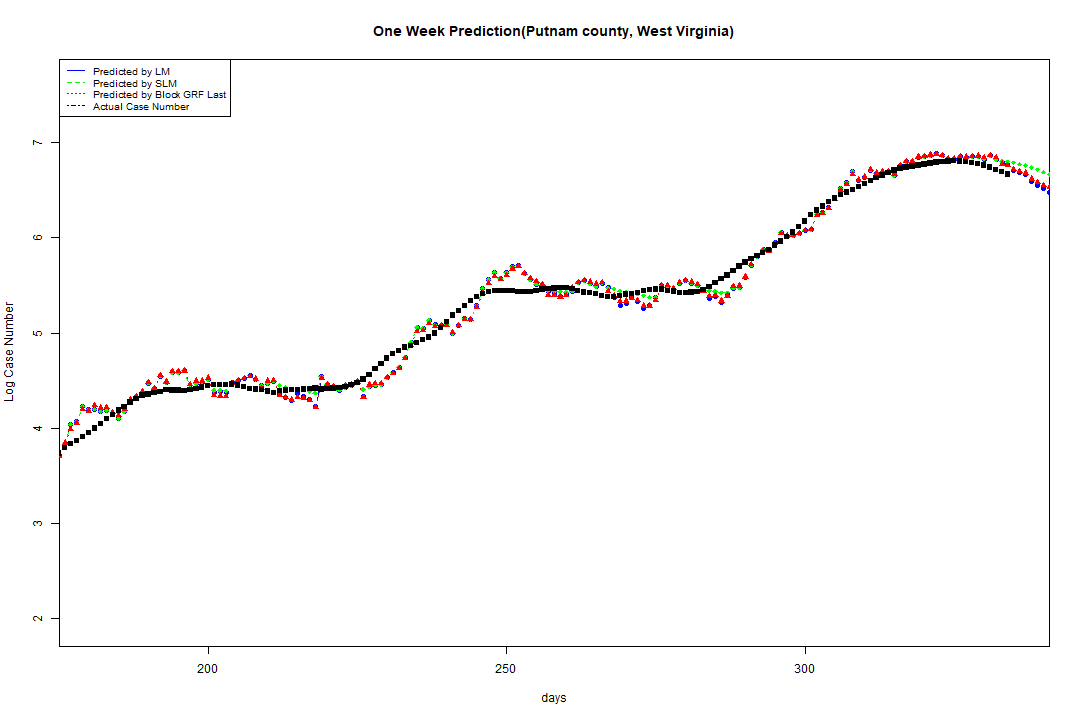 One Week Prediction(Putnam county, West Virginia)
Predicted by LM
Predicted by SLM
Predicted by Block GRF Last
Actual Case Number
7
6
5
4
3
2
Log Case Number
200 250 300
days